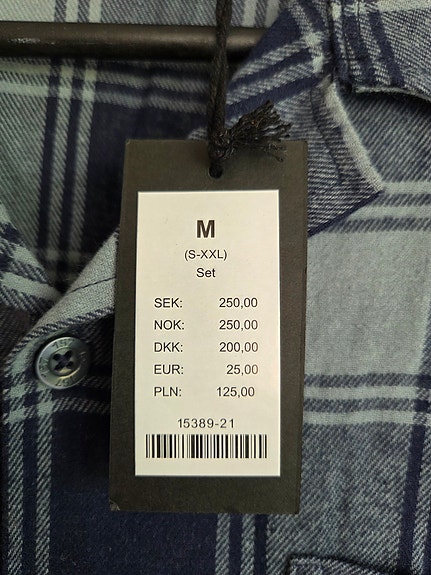 M
(S-XXL)
Set
SEK: 250,00
NOK: 250,00
DKK: 200,00
EUR: 25,00
PLN: 125,00
15389-21